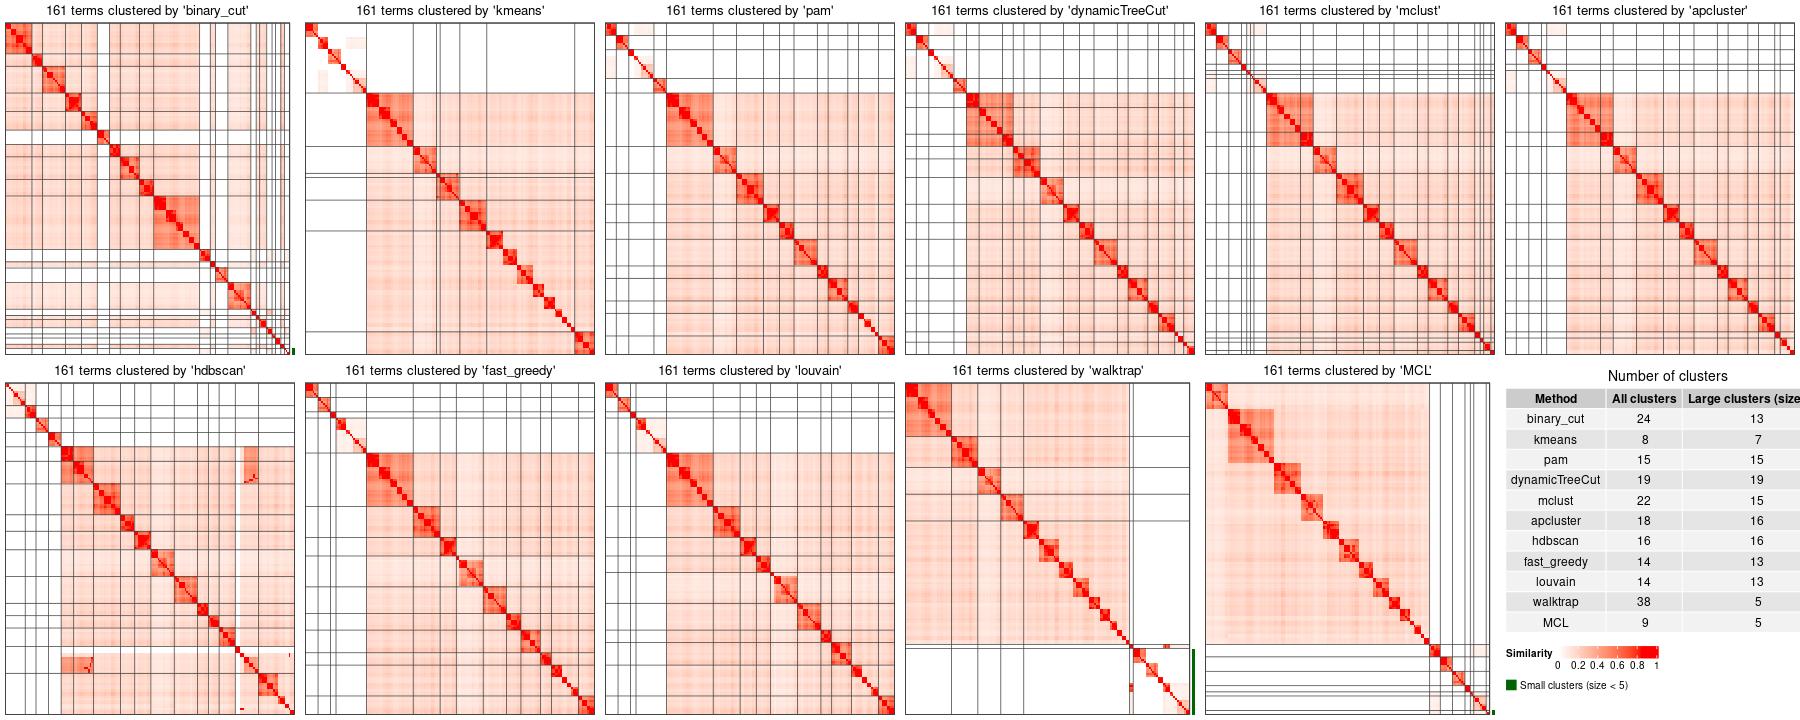 161 terms clustered by 'binary_cut'
161 terms clustered by 'kmeans'
161 terms clustered by 'pam'
161 terms clustered by 'dynamicTreeCut'
161 terms clustered by 'mclust'
161 terms clustered by 'apcluster'
161 terms clustered by 'hdbscan'
161 terms clustered by 'fast_greedy'
161 terms clustered by 'louvain'
161 terms clustered by 'walktrap'
161 terms clustered by 'MCL'
Number of clusters
Method All clusters Large clusters (size
binary_cut 24 13
kmeans 8 7
pam 15 15
dynamicTreeCut 19 19
mclust 22 15
apcluster 18 16
hdbscan 16 16
fast_greedy 14 13
louvain 14 13
walktrap 38 5
MCL 9 5
Similarity
0 0.2 0.4 0.6 0.8 1
Small clusters (size < 5)